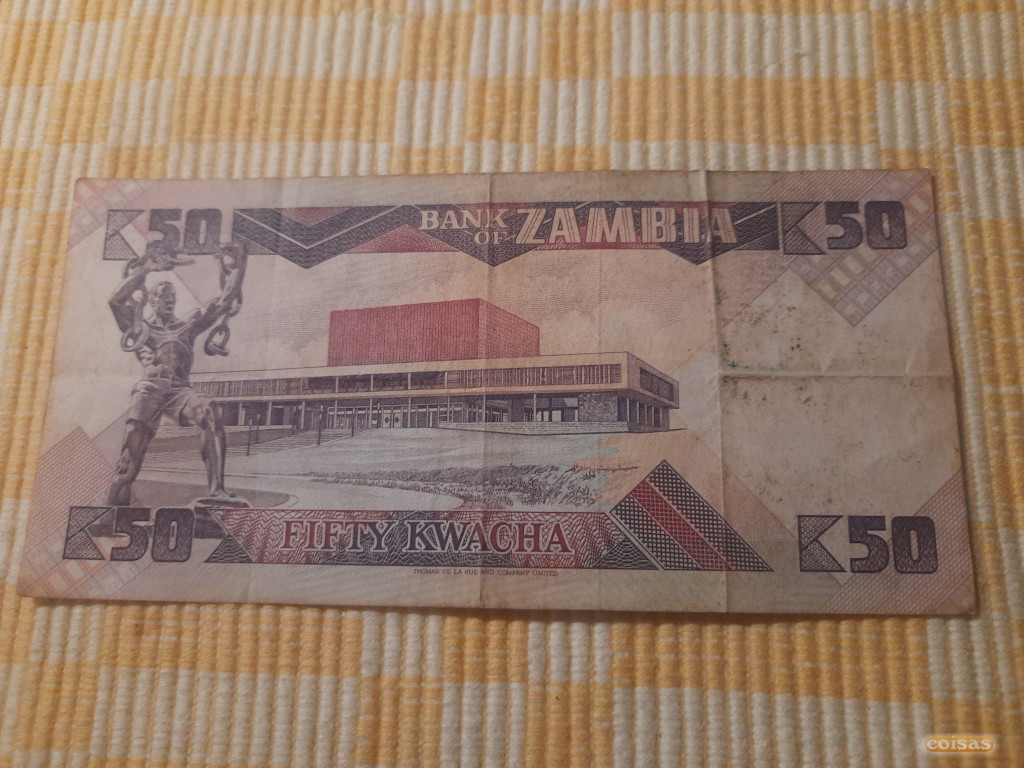 K50
BANK OF ZAMBIA
K50
K50
FIFTY KWACHA
K50
THOMAS DE LA RUE AND COMPANY LIMITED
coisas